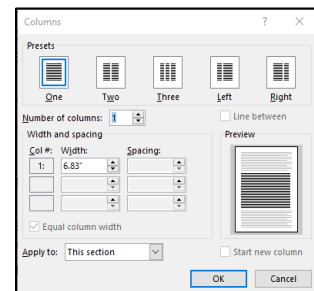 Columns ? ×
Presets
One Two Three Left Right
Number of columns: 1 Line between
Width and spacing Preview
Col #: Width: Spacing:
1: 6.83"
Equal column width
Apply to: This section Start new column
OK Cancel